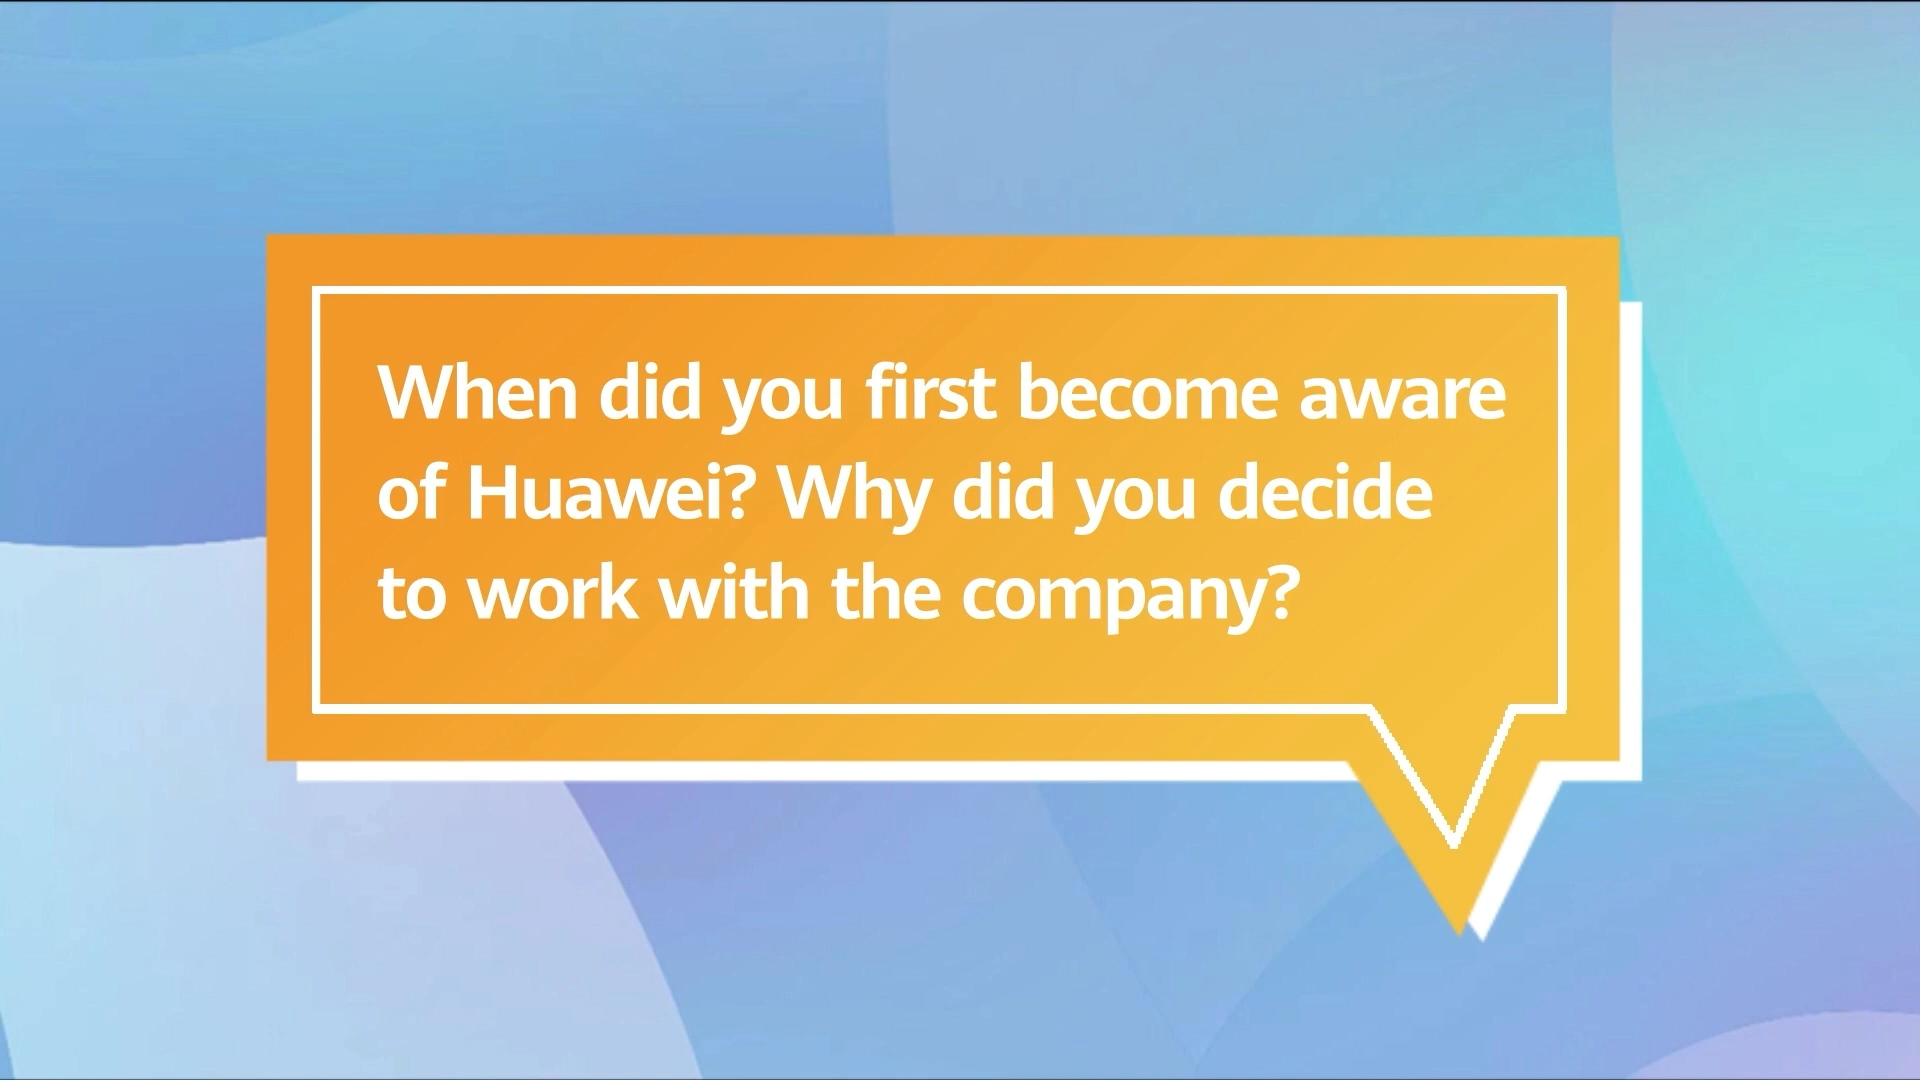 When did you first become aware
of Huawei? Why did you decide
to work with the company?